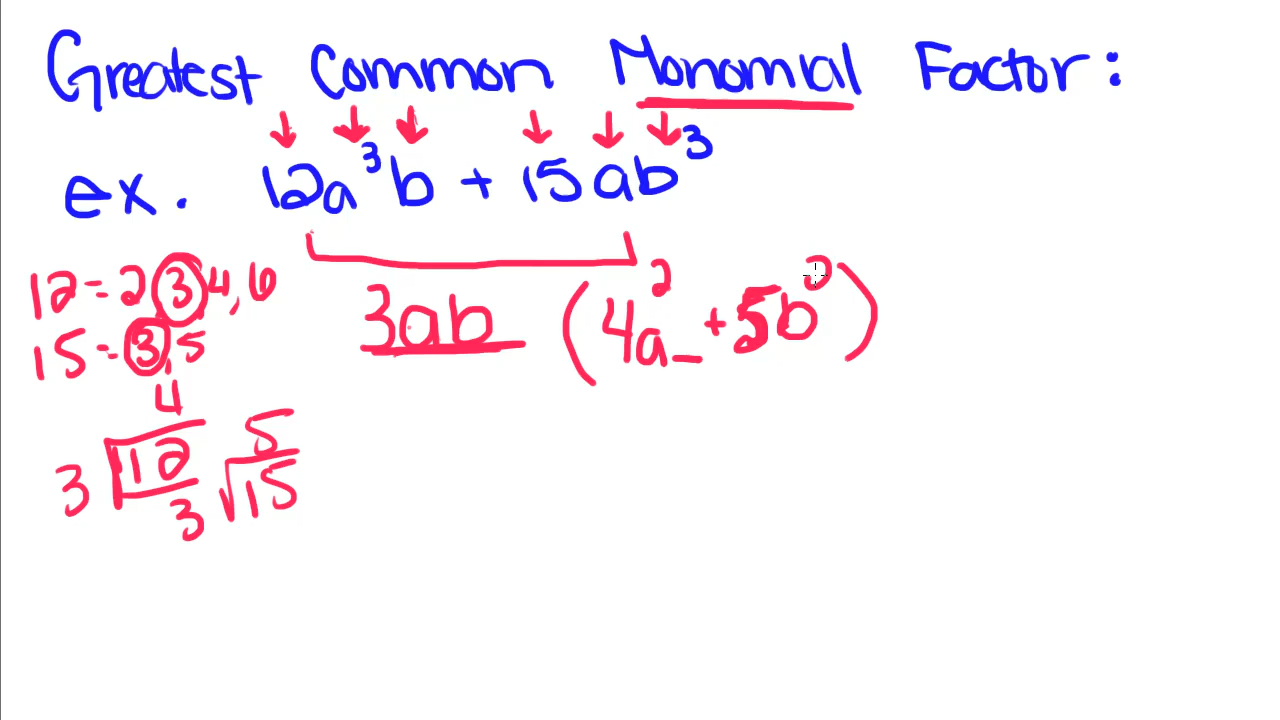 Greatest Common Monomial Factor:
ex. 12a³b + 15ab³
12 = 2 3 4, 6
15 = 3, 5
3ab (4a² + 5b²)
4
3 12
5
3 √15